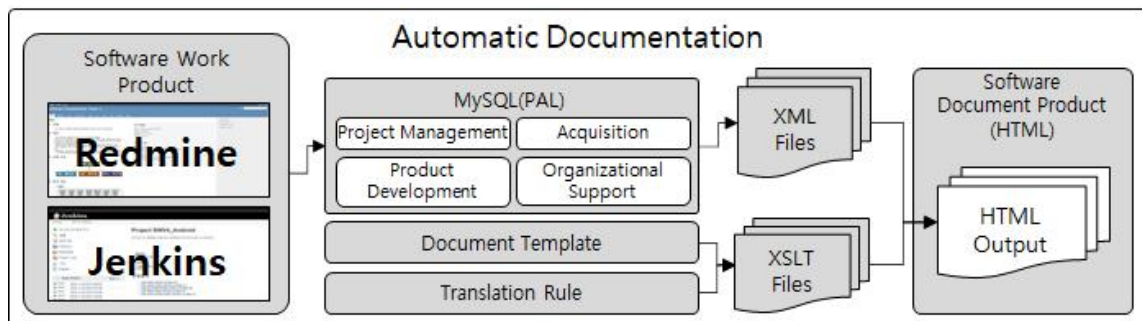 Automatic Documentation
Software Work
Product
Redmine
Jenkins
MySQL(PAL)
Project Management
Acquisition
Product
Development
Organizational
Support
Document Template
Translation Rule
XML
Files
XSLT
Files
Software
Document Product
(HTML)
HTML
Output